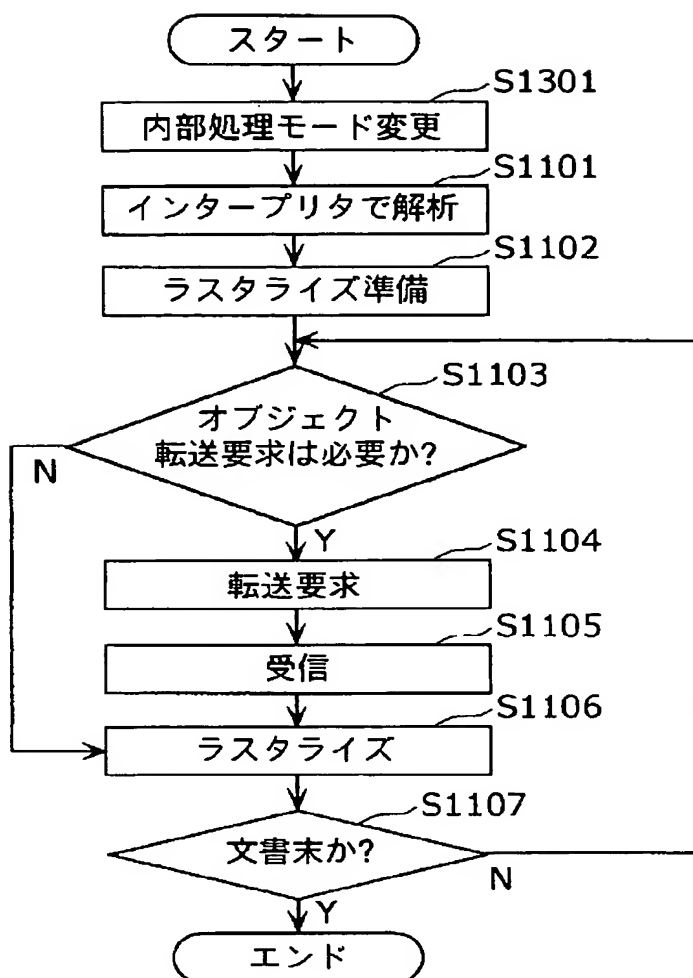 スタート
S1301
内部処理モード変更
S1101
インタープリタで解析
S1102
ラスタライズ準備
S1103
オブジェクト
転送要求は必要か?
N
Y
S1104
転送要求
S1105
受信
S1106
ラスタライズ
S1107
文書末か?
N
Y
エンド